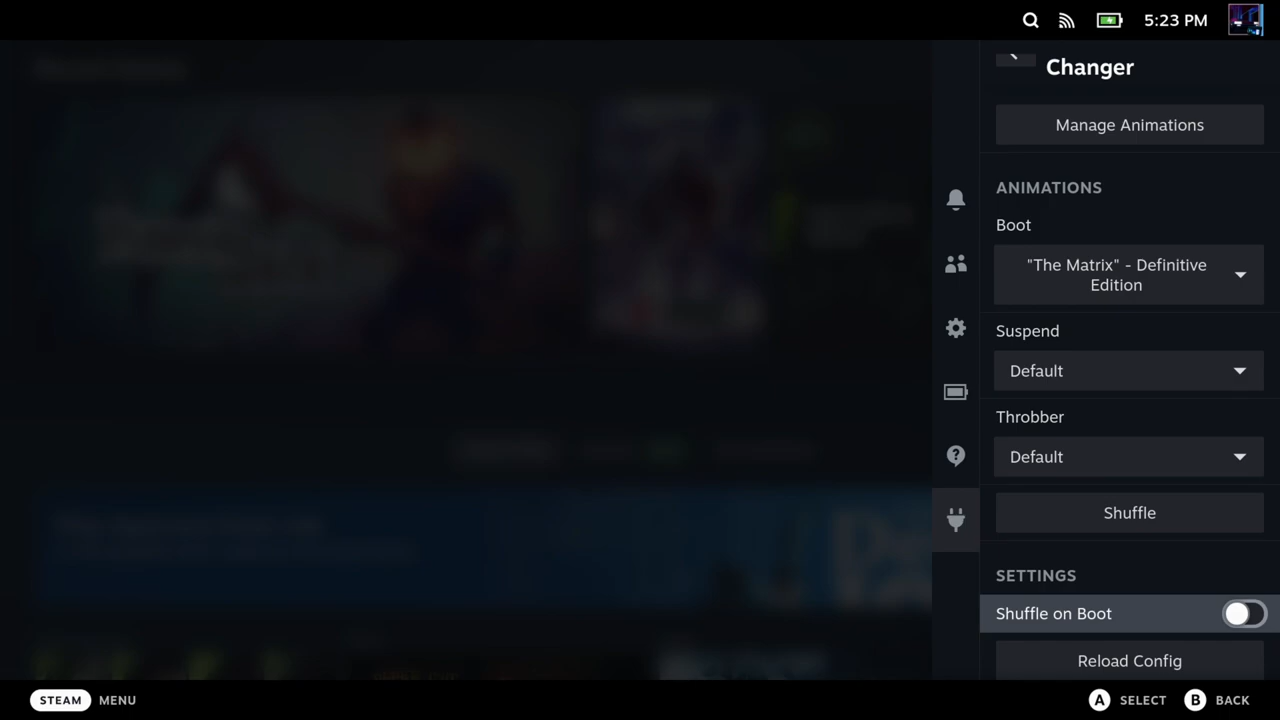 5:23 PM
Changer
Manage Animations
ANIMATIONS
Boot
"The Matrix" - Definitive
Edition
Suspend
Default
Throbber
Default
Shuffle
SETTINGS
Shuffle on Boot
Reload Config
STEAM MENU
A SELECT B BACK